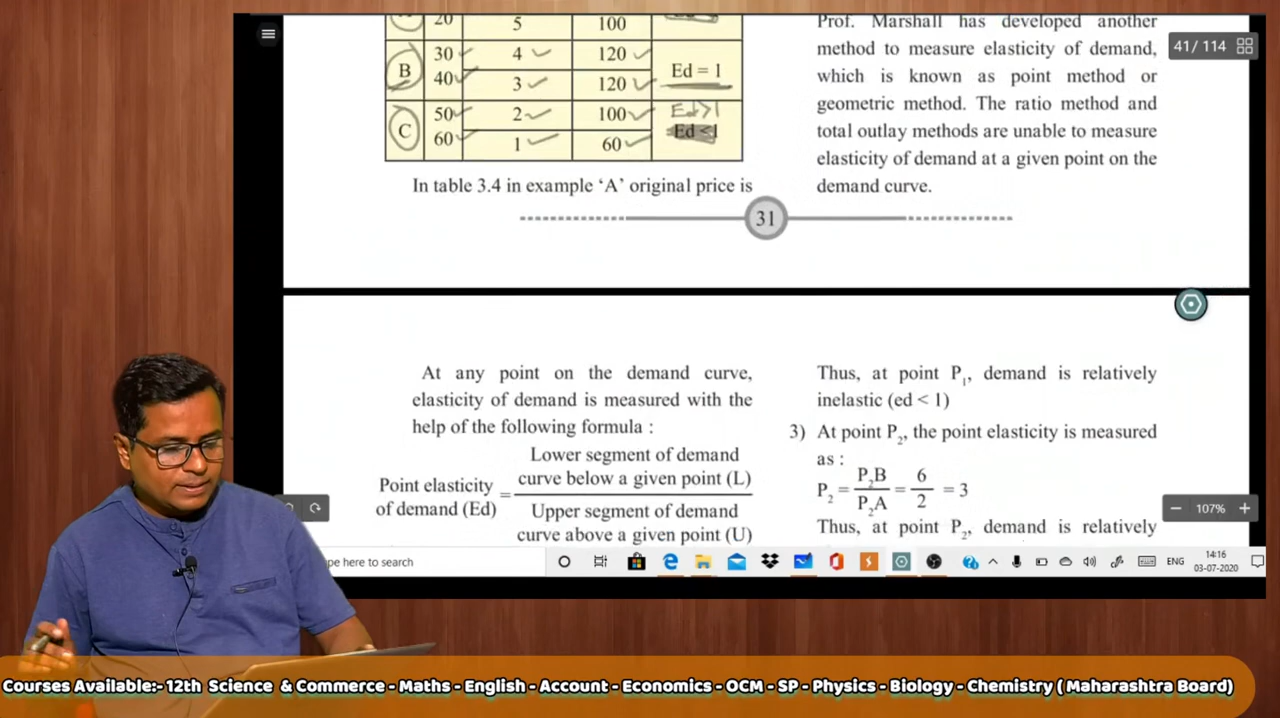 20 5 100
B 30 4 120 Ed = 1
40 3 120
C 50 2 100 Ed>1
60 1 60 Ed <1
In table 3.4 in example ‘A’ original price is
Prof. Marshall has developed another
method to measure elasticity of demand,
which is known as point method or
geometric method. The ratio method and
total outlay methods are unable to measure
elasticity of demand at a given point on the
demand curve.
41/ 114
31
At any point on the demand curve,
elasticity of demand is measured with the
help of the following formula :
Point elasticity of demand (Ed) = Lower segment of demand
curve below a given point (L)
Upper segment of demand
curve above a given point (U)
Thus, at point P₁, demand is relatively
inelastic (ed < 1)
3) At point P₂, the point elasticity is measured
as :
P₂ = P₂B / P₂A = 6 / 2 = 3
Thus, at point P₂, demand is relatively
107%
pe here to search
ENG
14:16
03-07-2020
Courses Available:- 12th Science & Commerce - Maths - English - Account - Economics - OCM - SP - Physics - Biology - Chemistry ( Maharashtra Board)